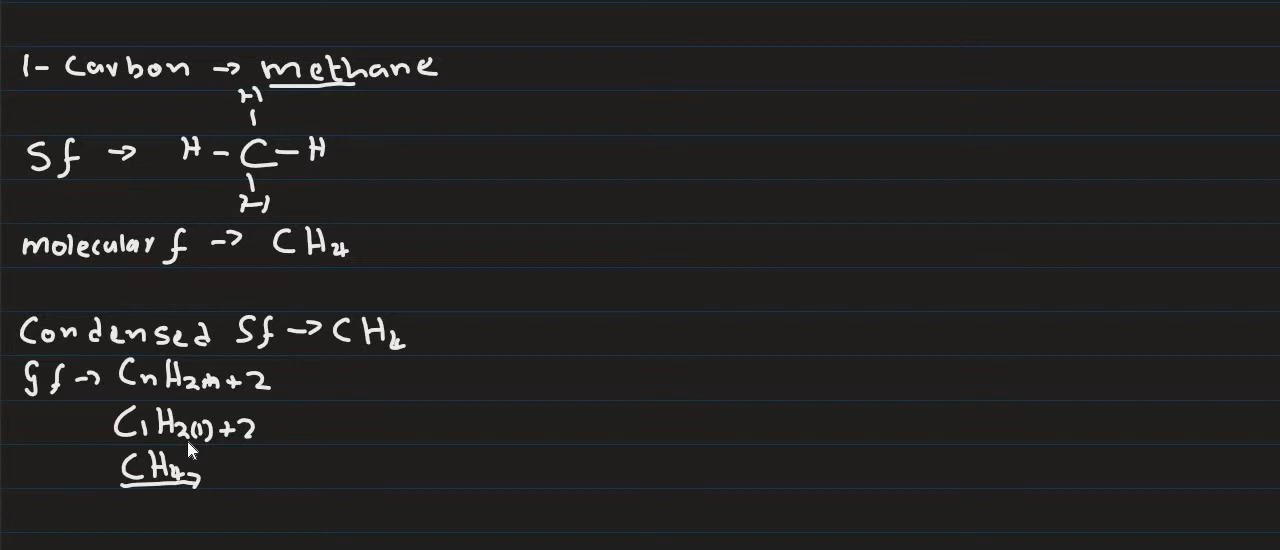 1- Carbon → methane
H
Sf → H-C-H
H
molecular f → CH4
Condensed Sf → CH4
Gf → CnH2n+2
C1H2(1)+2
CH4